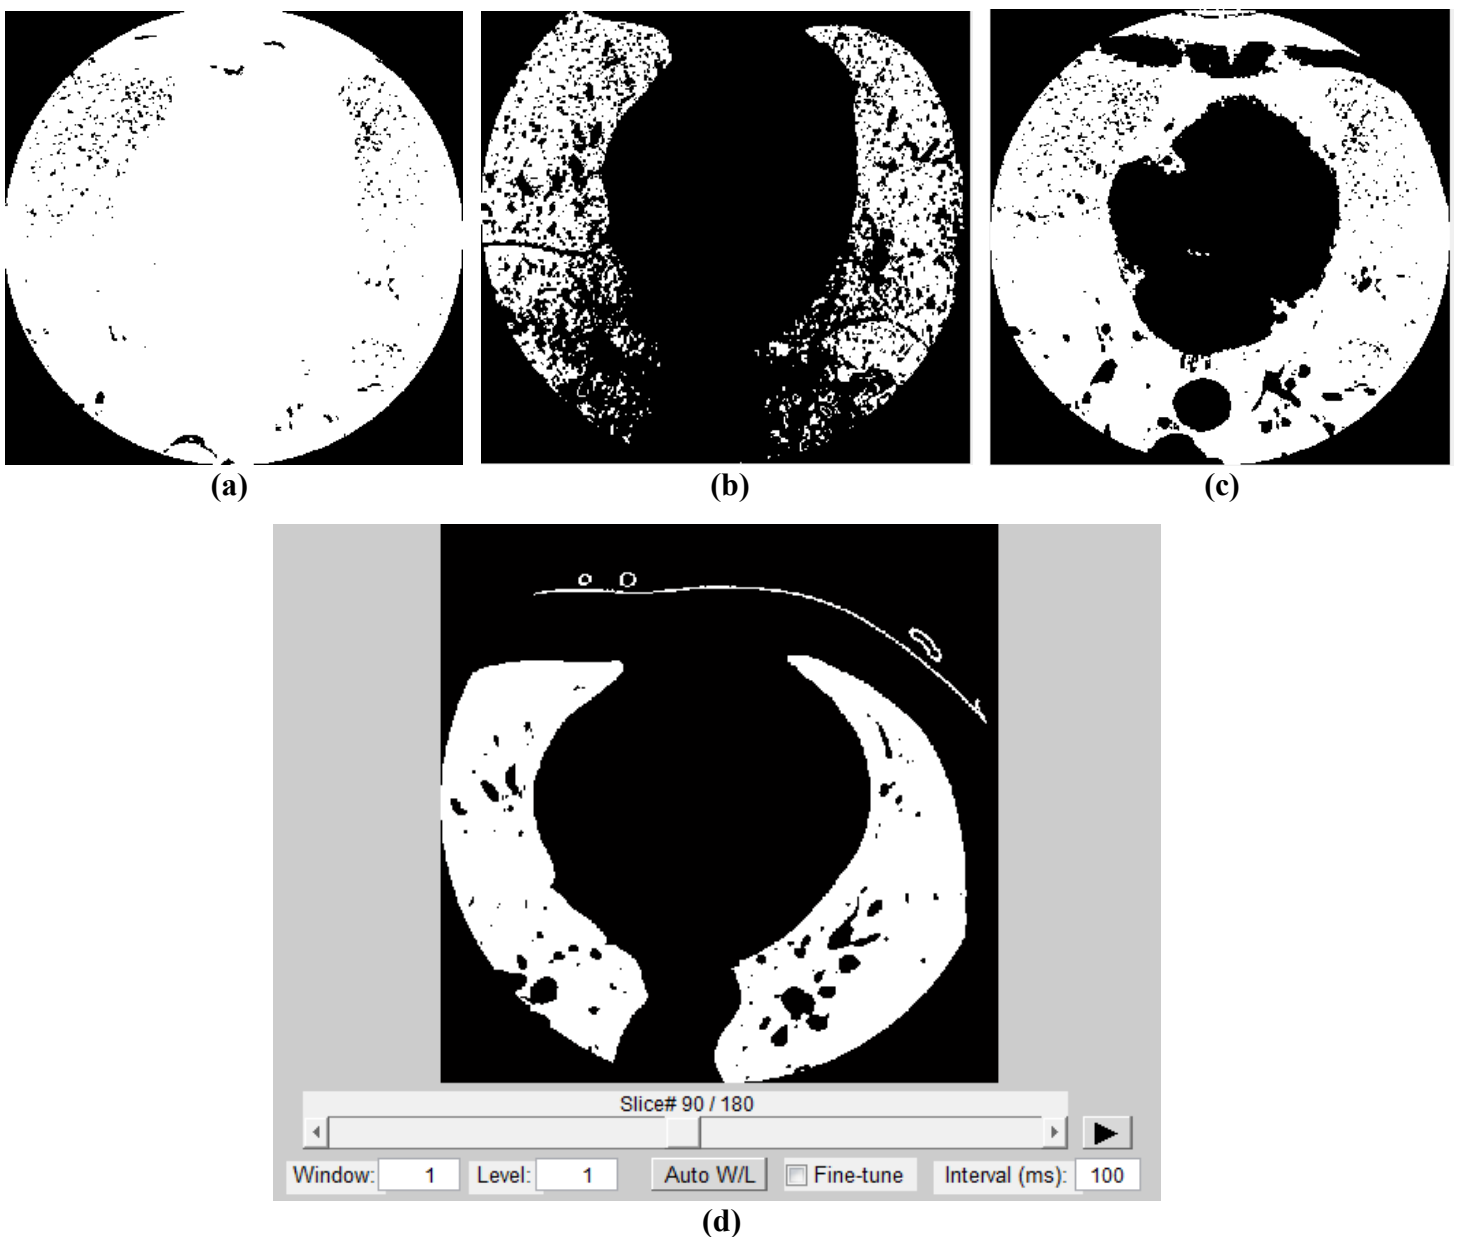 (a)
(b)
(c)
Slice# 90 / 180
Window: 1 Level: 1 Auto W/L Fine-tune Interval (ms): 100
(d)